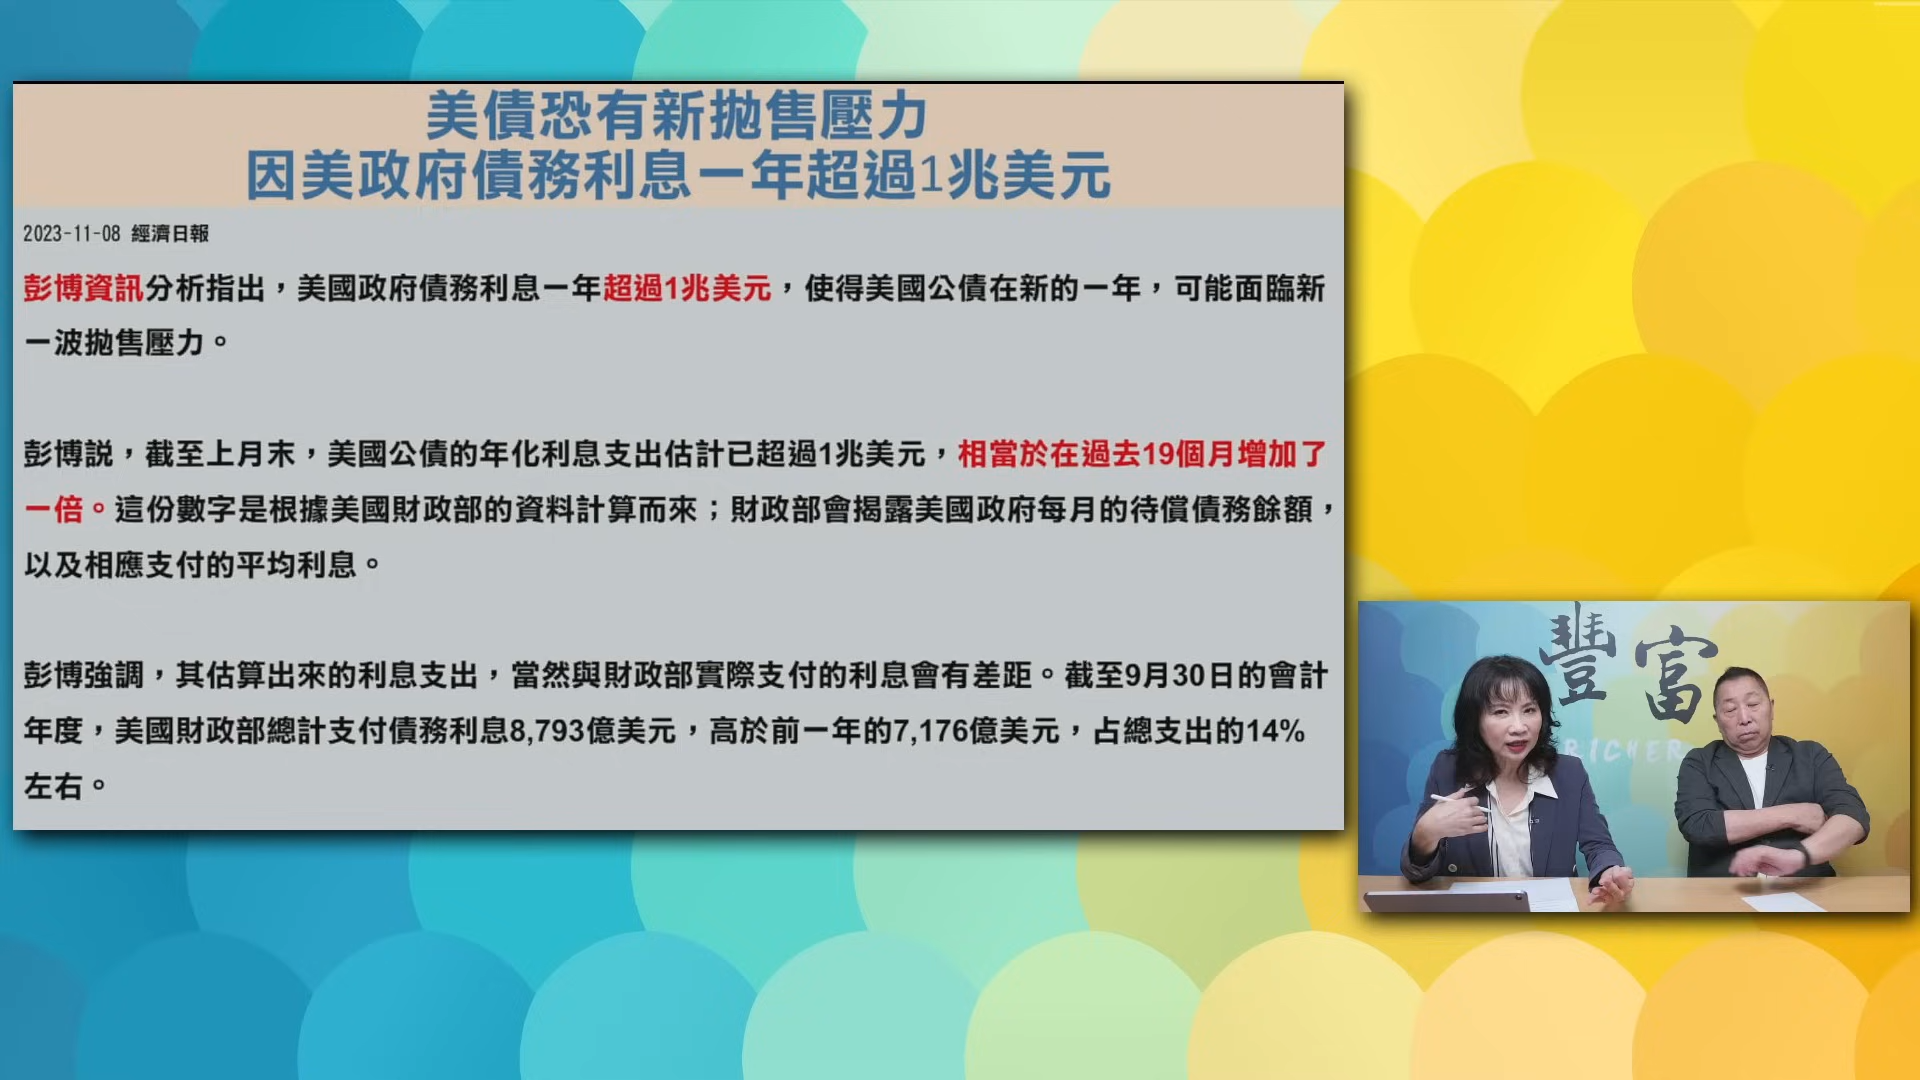 美債恐有新拋售壓力
因美政府債務利息一年超過1兆美元
2023-11-08 經濟日報
彭博資訊分析指出，美國政府債務利息一年超過1兆美元，使得美國公債在新的一年，可能面臨新
一波拋售壓力。
彭博説，截至上月末，美國公債的年化利息支出估計已超過1兆美元，相當於在過去19個月增加了
一倍。這份數字是根據美國財政部的資料計算而來；財政部會揭露美國政府每月的待償債務餘額，
以及相應支付的平均利息。
彭博強調，其估算出來的利息支出，當然與財政部實際支付的利息會有差距。截至9月30日的會計
年度，美國財政部總計支付債務利息8,793億美元，高於前一年的7,176億美元，占總支出的14%
左右。
豐富
RICHER